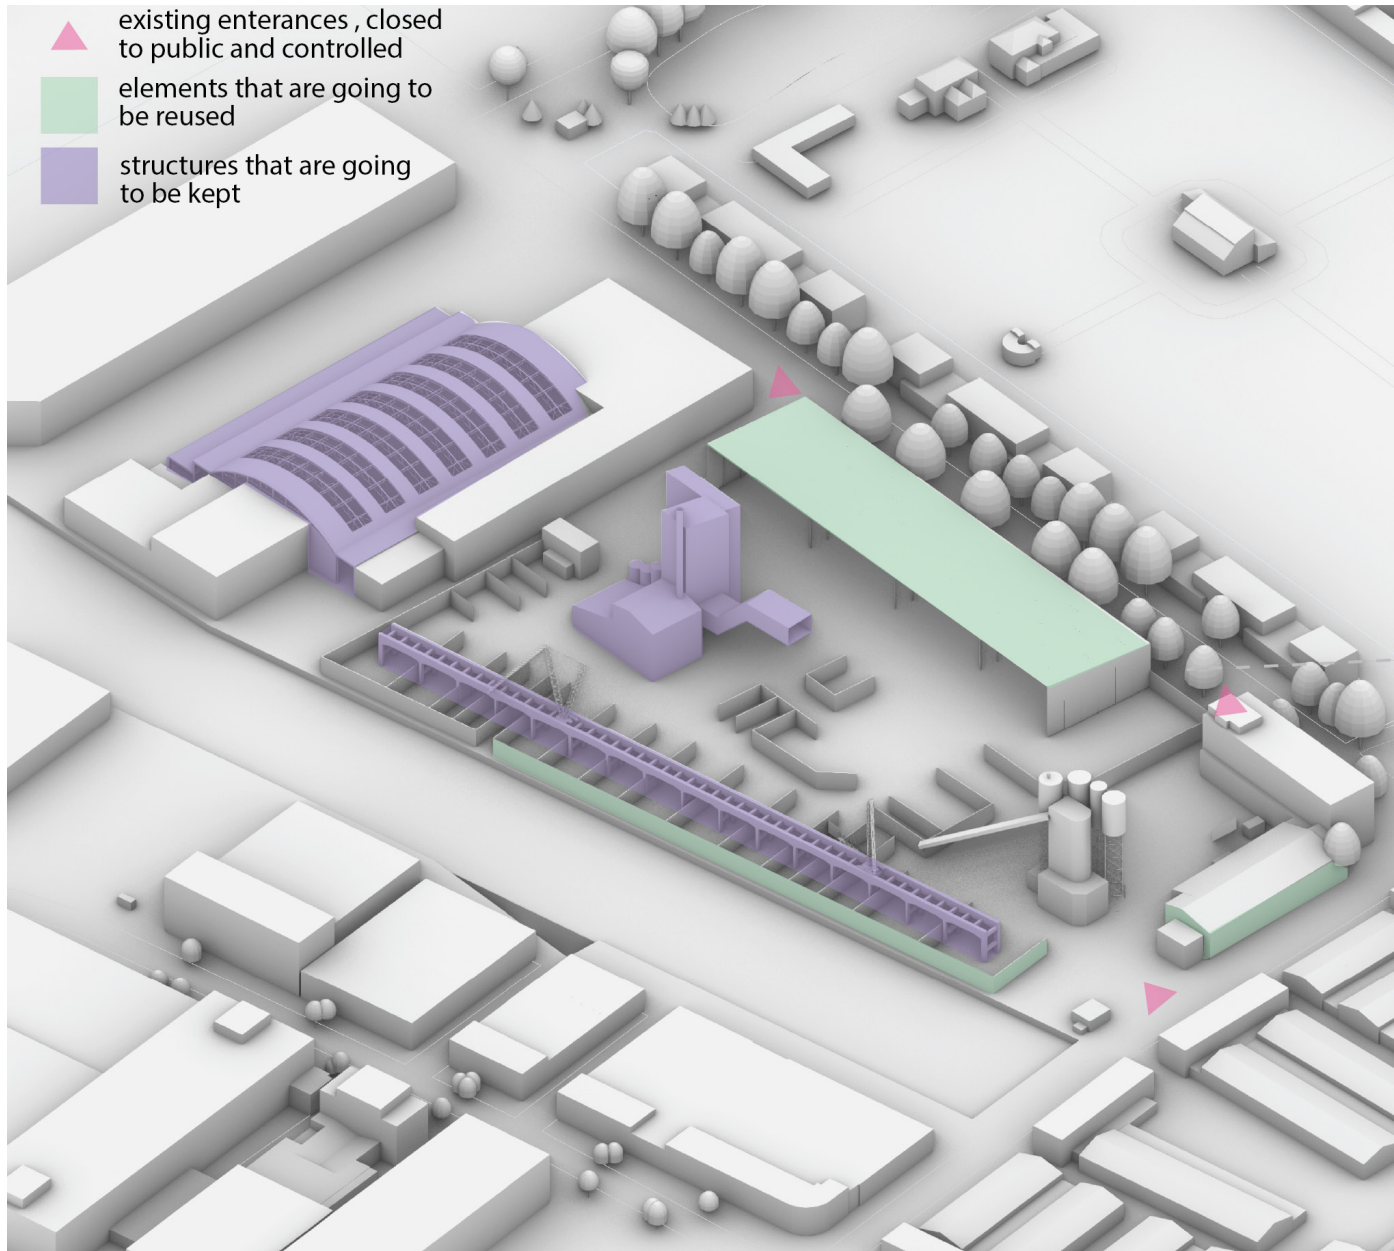 existing enterances , closed
to public and controlled
elements that are going to
be reused
structures that are going
to be kept